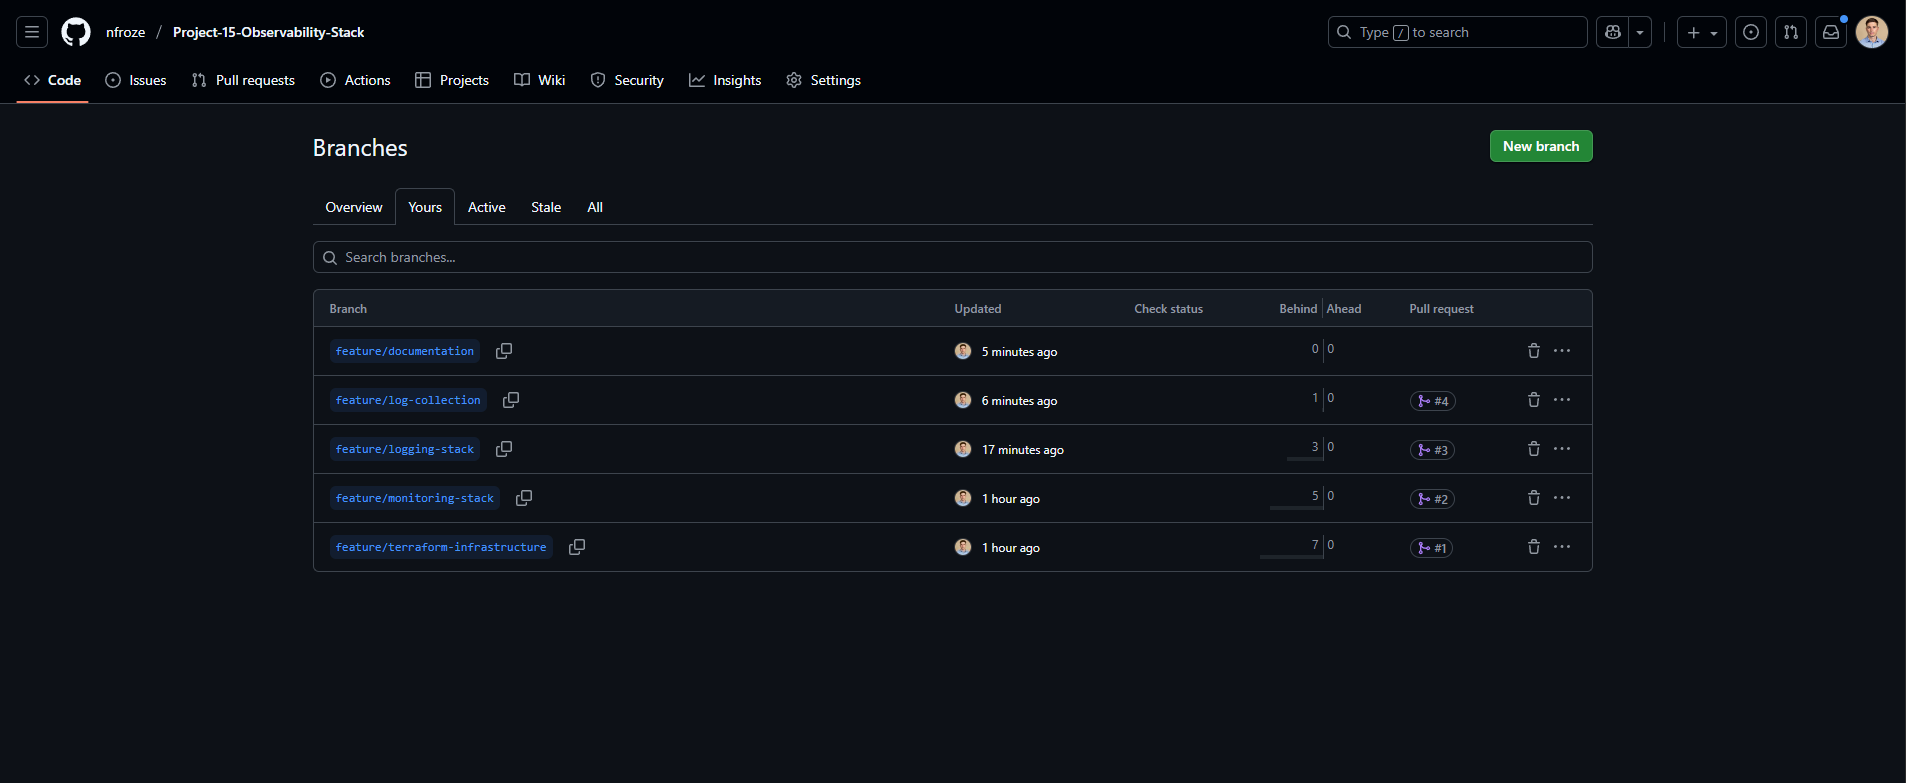 nfroze / Project-15-Observability-Stack
Type / to search
Code Issues Pull requests Actions Projects Wiki Security Insights Settings
Branches
New branch
Overview Yours Active Stale All
Search branches...
Branch Updated Check status Behind Ahead Pull request
feature/documentation 5 minutes ago 0 0
feature/log-collection 6 minutes ago 1 0 #4
feature/logging-stack 17 minutes ago 3 0 #3
feature/monitoring-stack 1 hour ago 5 0 #2
feature/terraform-infrastructure 1 hour ago 7 0 #1